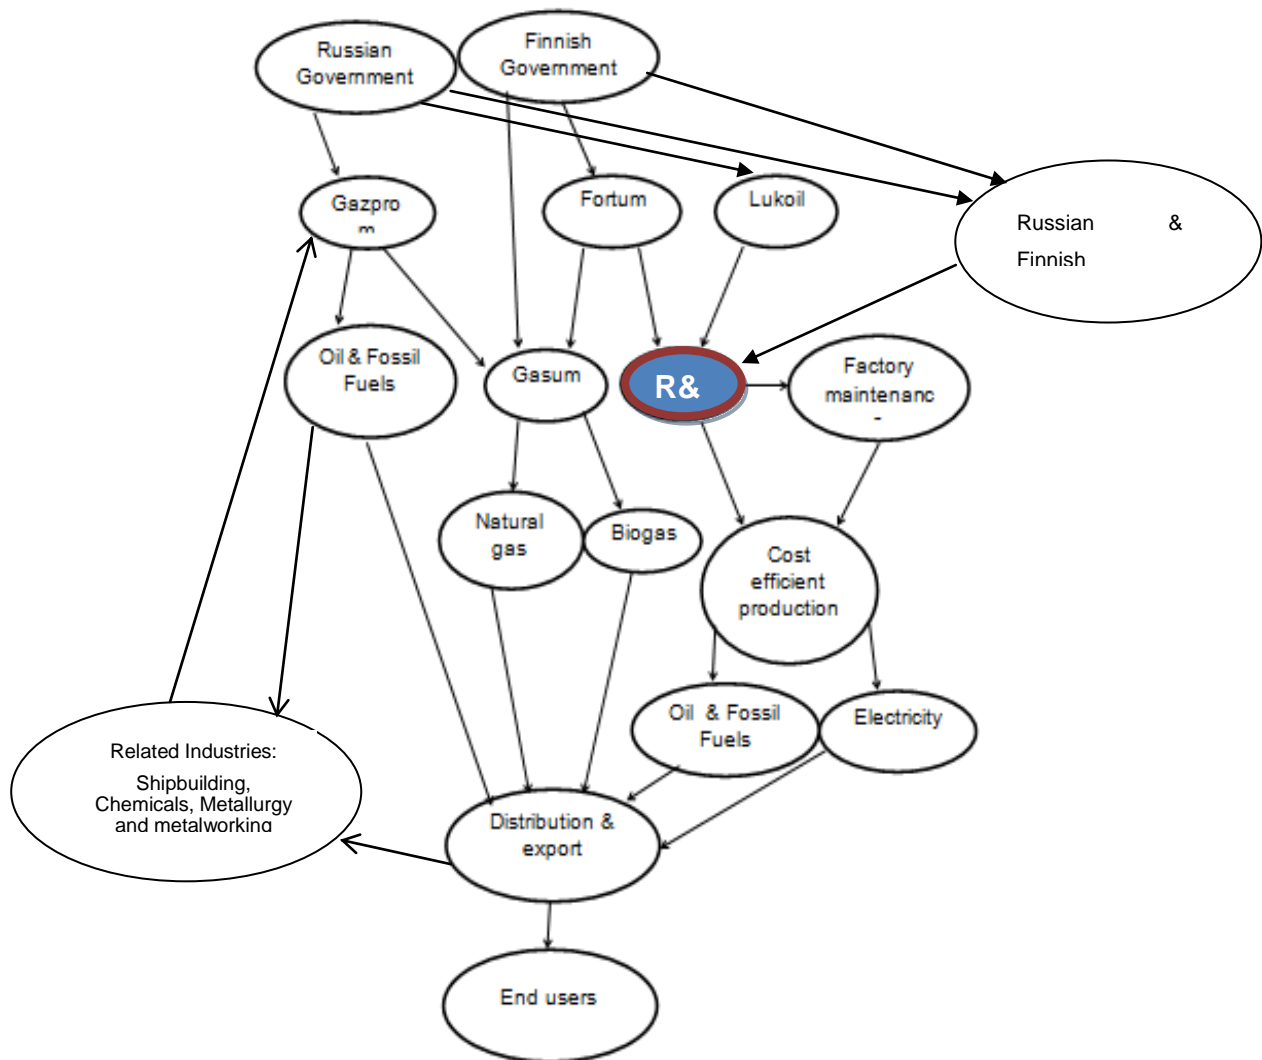 Russian
Government
Finnish
Government
Gazpro
m
Fortum
Lukoil
Russian &
Finnish
Oil & Fossil
Fuels
Gasum
R&
Factory
maintenanc
Natural
gas
Biogas
Cost
efficient
production
Oil & Fossil
Fuels
Electricity
Related Industries:
Shipbuilding,
Chemicals, Metallurgy
and metalworking
Distribution &
export
End users